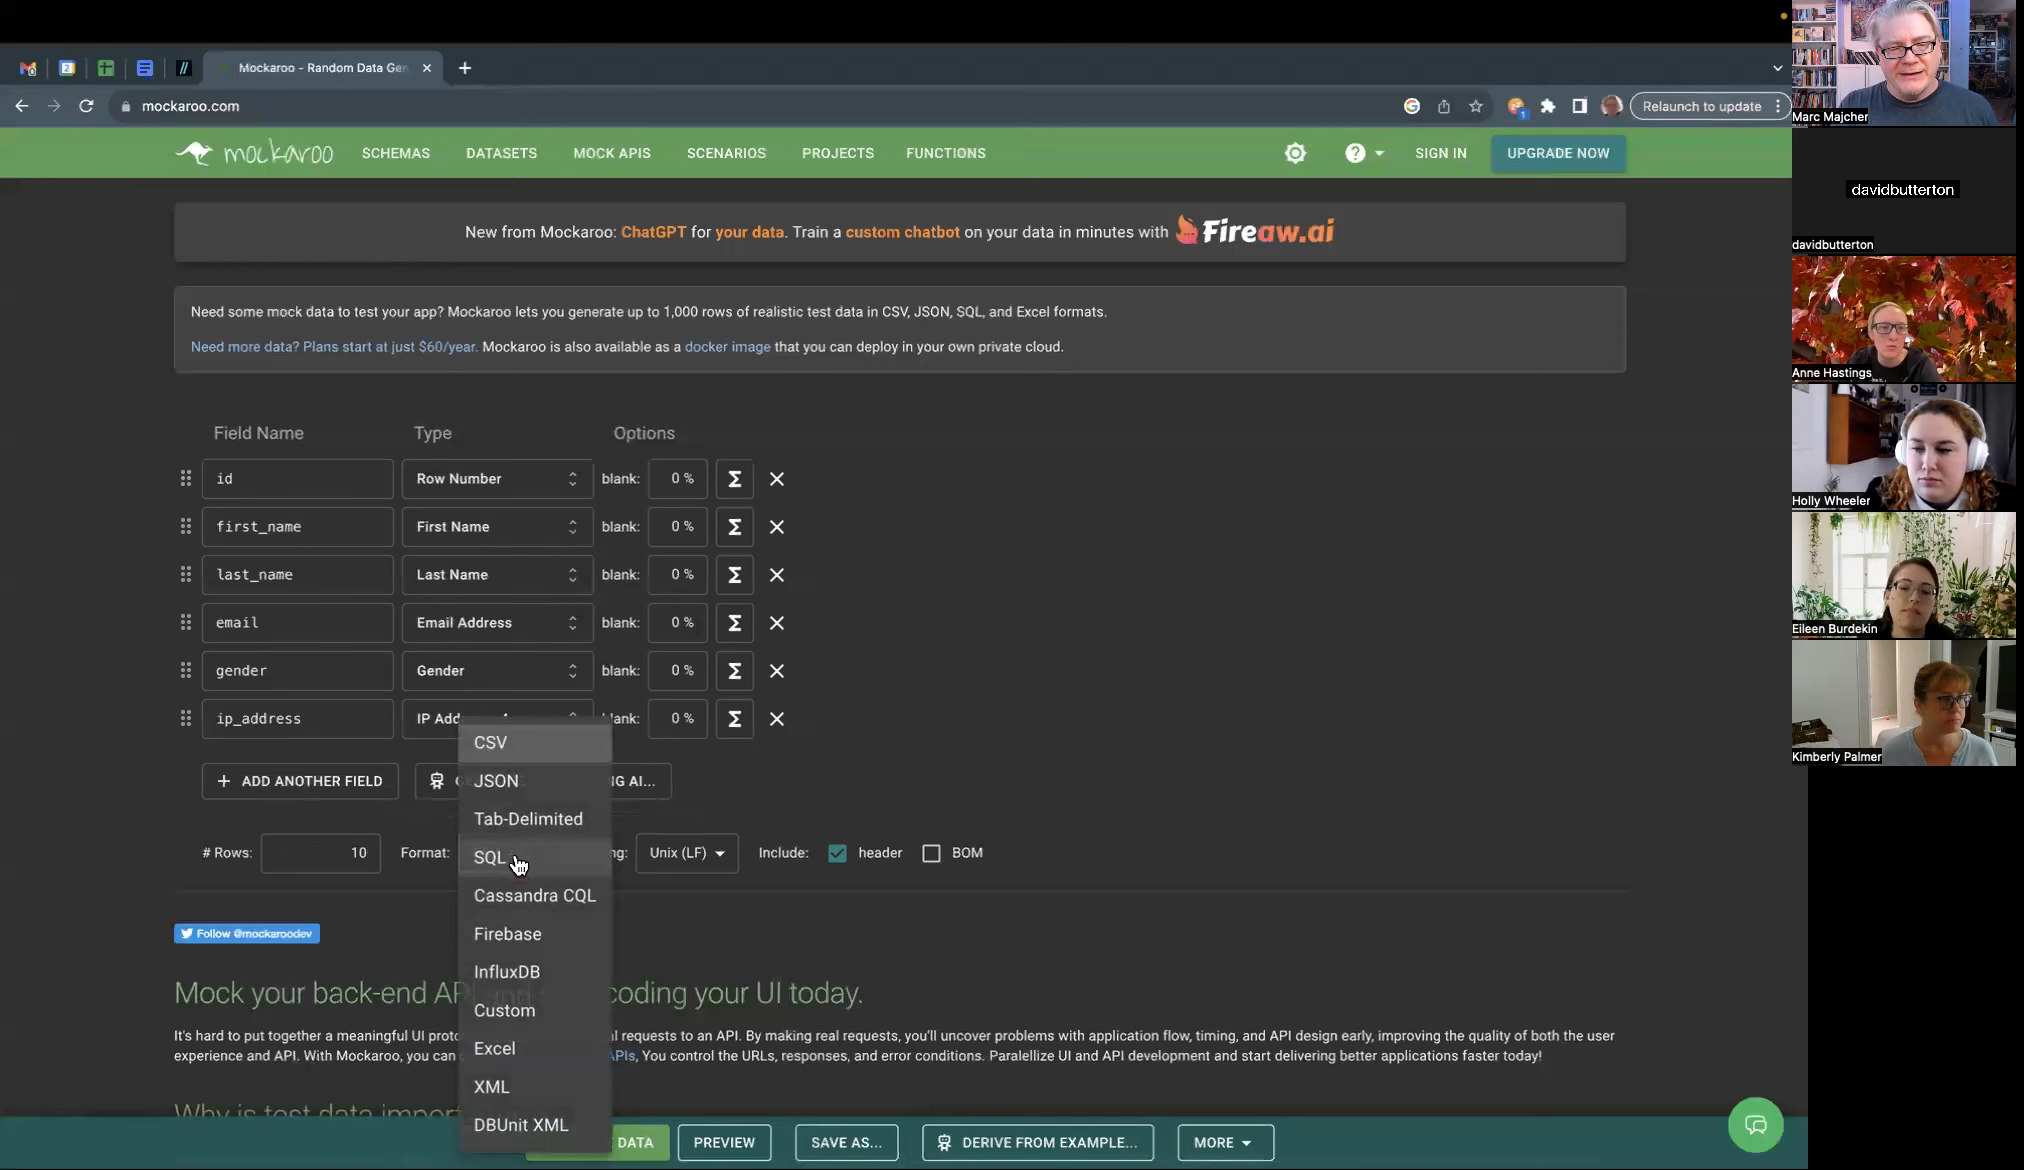 Mockaroo - Random Data Gen
mockaroo.com
Relaunch to update
mockaroo
SCHEMAS
DATASETS
MOCK APIS
SCENARIOS
PROJECTS
FUNCTIONS
SIGN IN
UPGRADE NOW
New from Mockaroo: ChatGPT for your data. Train a custom chatbot on your data in minutes with Fireaw.ai
Need some mock data to test your app? Mockaroo lets you generate up to 1,000 rows of realistic test data in CSV, JSON, SQL, and Excel formats.
Need more data? Plans start at just $60/year. Mockaroo is also available as a docker image that you can deploy in your own private cloud.
Field Name Type Options
id Row Number blank: 0 % Σ
first_name First Name blank: 0 % Σ
last_name Last Name blank: 0 % Σ
email Email Address blank: 0 % Σ
gender Gender blank: 0 % Σ
ip_address IP Add lank: 0 % Σ
CSV
JSON
Tab-Delimited
SQL
Cassandra CQL
Firebase
InfluxDB
Custom
Excel
XML
DBUnit XML
+ ADD ANOTHER FIELD
G NG AI...
# Rows: 10 Format: ng: Unix (LF) Include: header BOM
Follow @mockaroodev
Mock your back-end AP and coding your UI today.
It's hard to put together a meaningful UI proto l requests to an API. By making real requests, you'll uncover problems with application flow, timing, and API design early, improving the quality of both the user
experience and API. With Mockaroo, you can APIs, You control the URLs, responses, and error conditions. Paralellize UI and API development and start delivering better applications faster today!
Why is test data import
DATA
PREVIEW
SAVE AS...
DERIVE FROM EXAMPLE...
MORE
Marc Majcher
davidbutterton
davidbutterton
Anne Hastings
Holly Wheeler
Eileen Burdekin
Kimberly Palmer